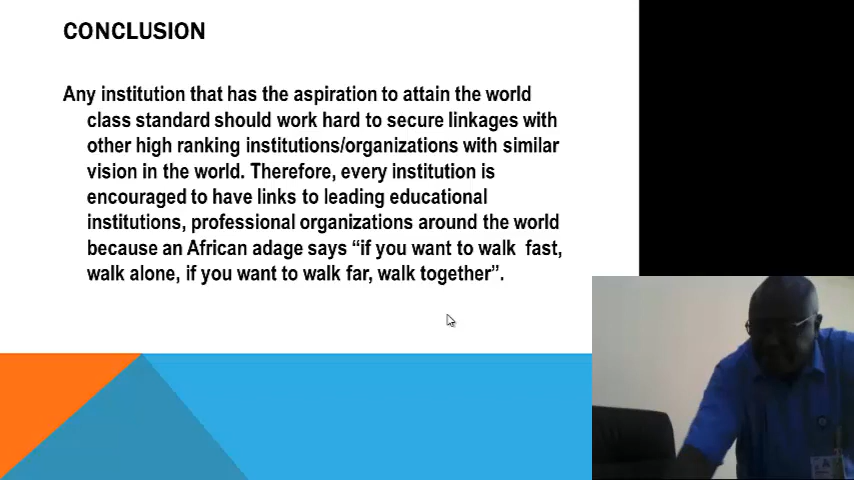 CONCLUSION
Any institution that has the aspiration to attain the world
class standard should work hard to secure linkages with
other high ranking institutions/organizations with similar
vision in the world. Therefore, every institution is
encouraged to have links to leading educational
institutions, professional organizations around the world
because an African adage says “if you want to walk  fast,
walk alone, if you want to walk far, walk together”.